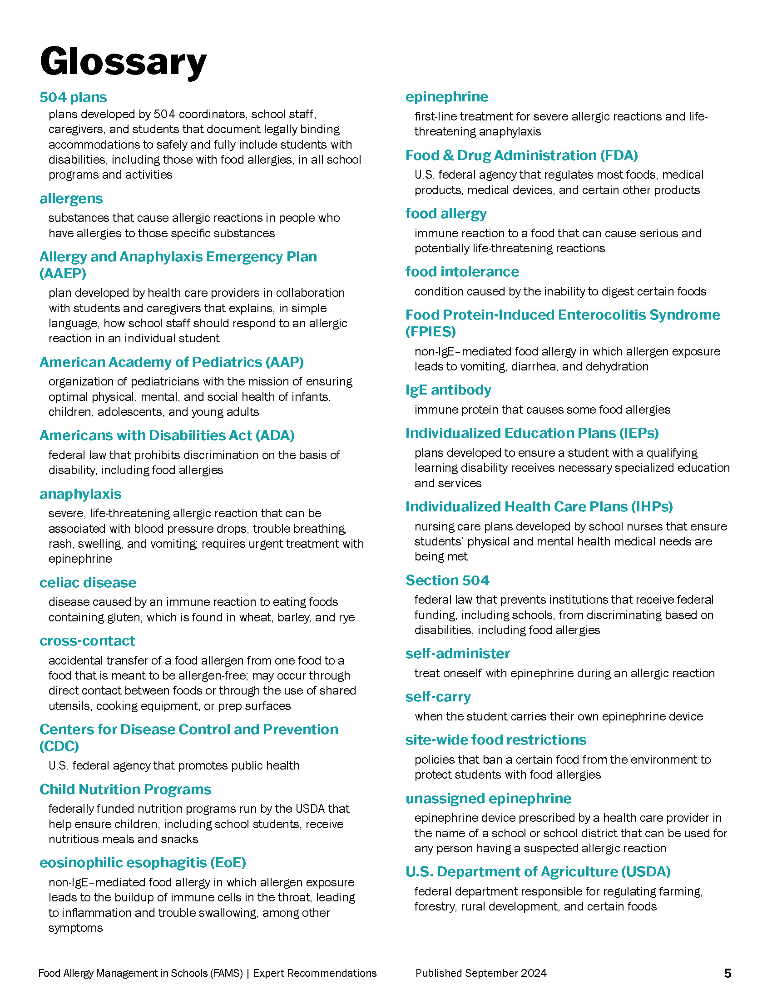 Glossary
504 plans
plans developed by 504 coordinators, school staff,
caregivers, and students that document legally binding
accommodations to safely and fully include students with
disabilities, including those with food allergies, in all school
programs and activities
allergens
substances that cause allergic reactions in people who
have allergies to those specific substances
Allergy and Anaphylaxis Emergency Plan
(AAEP)
plan developed by health care providers in collaboration
with students and caregivers that explains, in simple
language, how school staff should respond to an allergic
reaction in an individual student
American Academy of Pediatrics (AAP)
organization of pediatricians with the mission of ensuring
optimal physical, mental, and social health of infants,
children, adolescents, and young adults
Americans with Disabilities Act (ADA)
federal law that prohibits discrimination on the basis of
disability, including food allergies
anaphylaxis
severe, life-threatening allergic reaction that can be
associated with blood pressure drops, trouble breathing,
rash, swelling, and vomiting; requires urgent treatment with
epinephrine
celiac disease
disease caused by an immune reaction to eating foods
containing gluten, which is found in wheat, barley, and rye
cross-contact
accidental transfer of a food allergen from one food to a
food that is meant to be allergen-free; may occur through
direct contact between foods or through the use of shared
utensils, cooking equipment, or prep surfaces
Centers for Disease Control and Prevention
(CDC)
U.S. federal agency that promotes public health
Child Nutrition Programs
federally funded nutrition programs run by the USDA that
help ensure children, including school students, receive
nutritious meals and snacks
eosinophilic esophagitis (EoE)
non-IgE–mediated food allergy in which allergen exposure
leads to the buildup of immune cells in the throat, leading
to inflammation and trouble swallowing, among other
symptoms
epinephrine
first-line treatment for severe allergic reactions and life-
threatening anaphylaxis
Food & Drug Administration (FDA)
U.S. federal agency that regulates most foods, medical
products, medical devices, and certain other products
food allergy
immune reaction to a food that can cause serious and
potentially life-threatening reactions
food intolerance
condition caused by the inability to digest certain foods
Food Protein-Induced Enterocolitis Syndrome
(FPIES)
non-IgE–mediated food allergy in which allergen exposure
leads to vomiting, diarrhea, and dehydration
IgE antibody
immune protein that causes some food allergies
Individualized Education Plans (IEPs)
plans developed to ensure a student with a qualifying
learning disability receives necessary specialized education
and services
Individualized Health Care Plans (IHPs)
nursing care plans developed by school nurses that ensure
students’ physical and mental health medical needs are
being met
Section 504
federal law that prevents institutions that receive federal
funding, including schools, from discriminating based on
disabilities, including food allergies
self-administer
treat oneself with epinephrine during an allergic reaction
self-carry
when the student carries their own epinephrine device
site-wide food restrictions
policies that ban a certain food from the environment to
protect students with food allergies
unassigned epinephrine
epinephrine device prescribed by a health care provider in
the name of a school or school district that can be used for
any person having a suspected allergic reaction
U.S. Department of Agriculture (USDA)
federal department responsible for regulating farming,
forestry, rural development, and certain foods
Food Allergy Management in Schools (FAMS) | Expert Recommendations Published September 2024 5